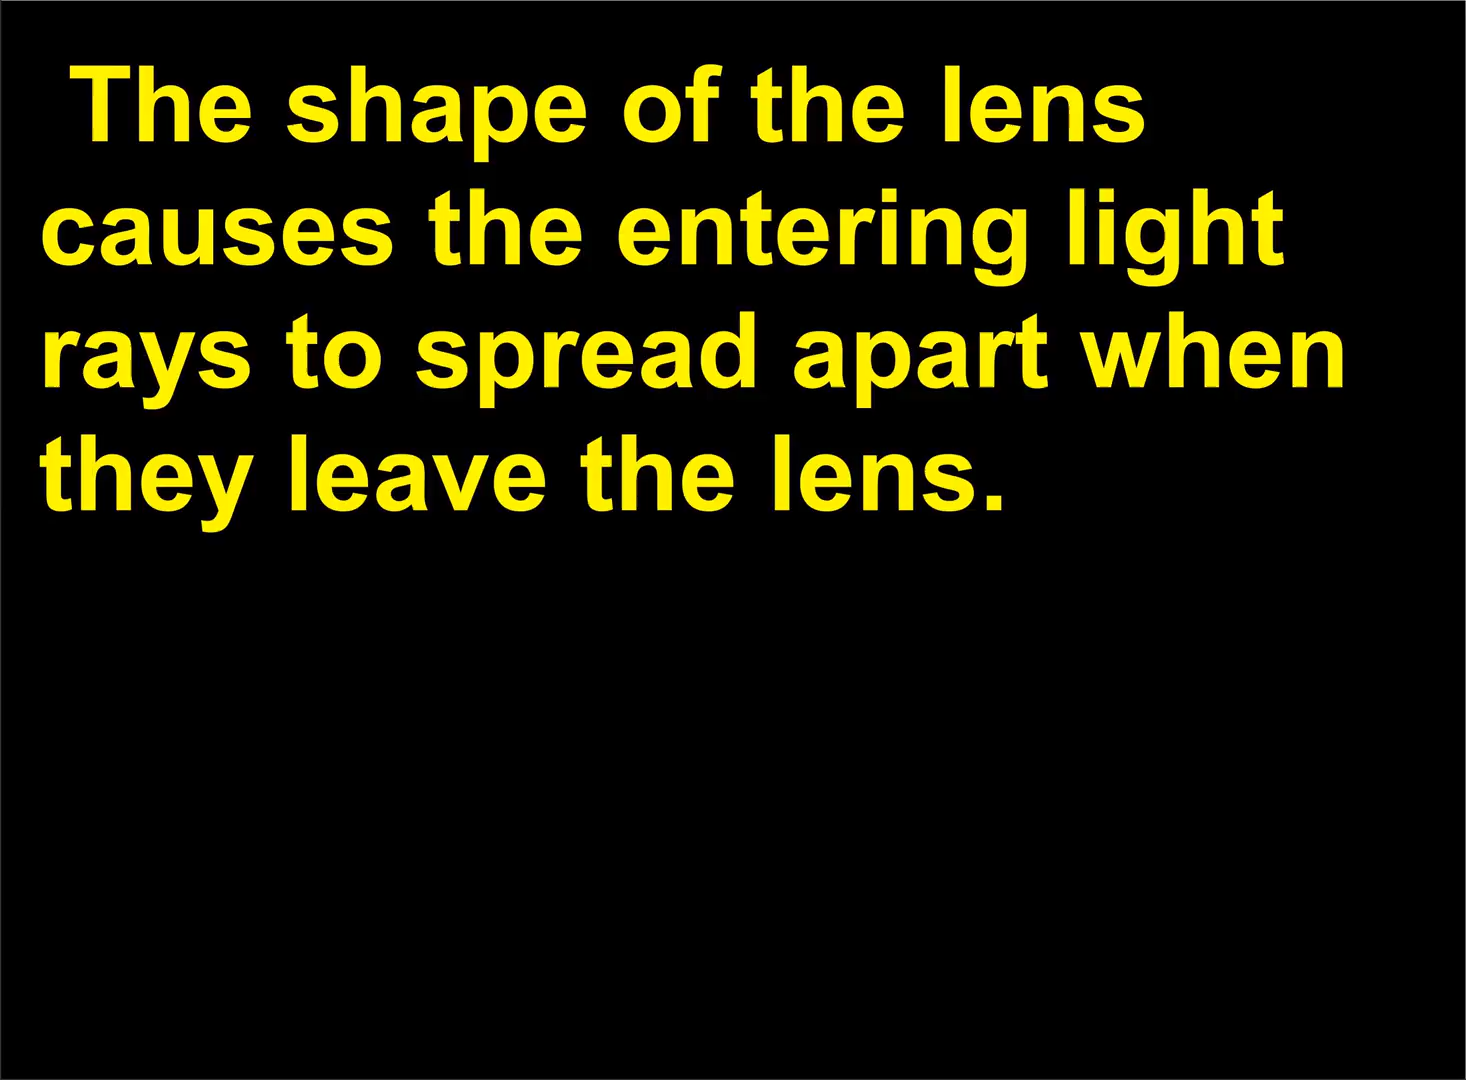 The shape of the lens
causes the entering light
rays to spread apart when
they leave the lens.